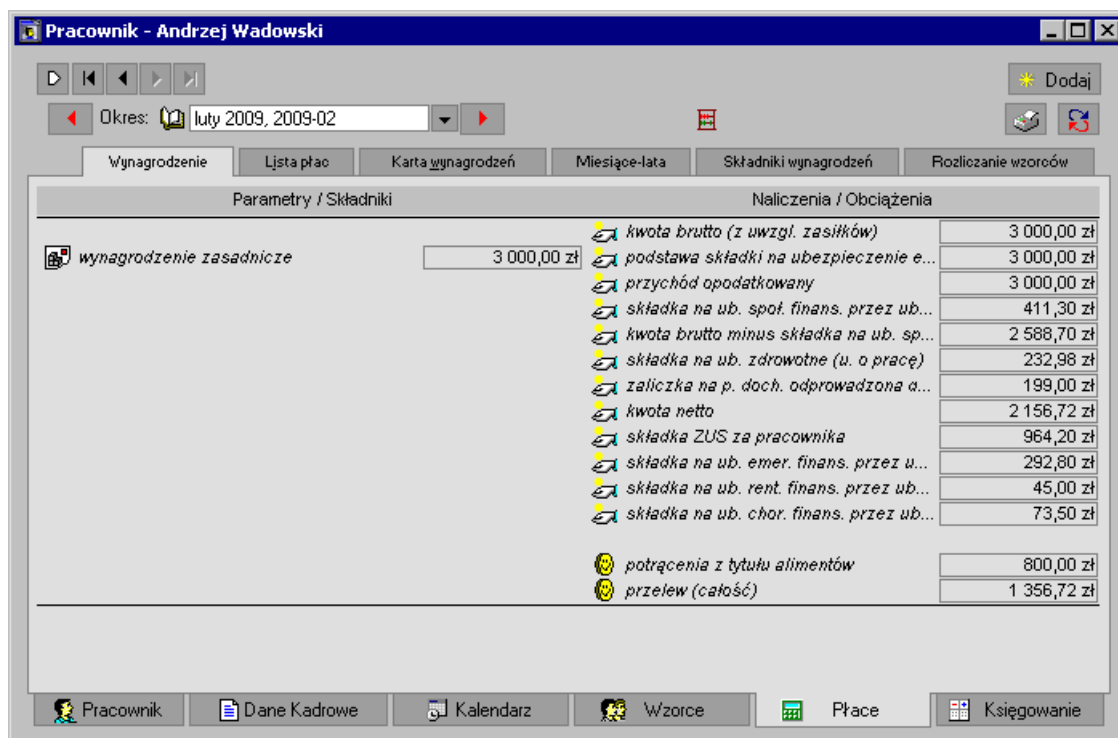 Pracownik - Andrzej Wadowski
Dodaj
Okres: luty 2009, 2009-02
Wynagrodzenie Lista płac Karta wynagrodzeń Miesiące-lata Składniki wynagrodzeń Rozliczanie wzorców
Parametry / Składniki Naliczenia / Obciążenia
kwota brutto (z uwzgl. zasiłków) 3 000,00 zł
wynagrodzenie zasadnicze 3 000,00 zł podstawa składki na ubezpieczenie e... 3 000,00 zł
przychód opodatkowany 3 000,00 zł
składka na ub. społ. finans. przez ub... 411,30 zł
kwota brutto minus składka na ub. sp... 2 588,70 zł
składka na ub. zdrowotne (u. o pracę) 232,98 zł
zaliczka na p. doch. odprowadzona d... 199,00 zł
kwota netto 2 156,72 zł
składka ZUS za pracownika 964,20 zł
składka na ub. emer. finans. przez u... 292,80 zł
składka na ub. rent. finans. przez ub... 45,00 zł
składka na ub. chor. finans. przez ub... 73,50 zł
potrącenia z tytułu alimentów 800,00 zł
przelew (całość) 1 356,72 zł
Pracownik Dane Kadrowe Kalendarz Wzorce Płace Księgowanie